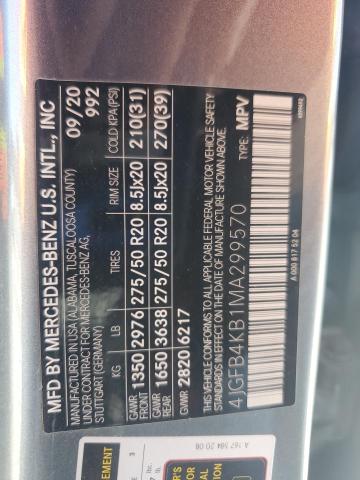 MFD BY MERCEDES-BENZ U.S. INTL., INC
MANUFACTURED IN USA (ALABAMA, TUSCALOOSA COUNTY)
UNDER CONTRACT FOR MERCEDES-BENZ AG,
STUTTGART (GERMANY)
09/20
992
KG LB TIRES RIM SIZE COLD KPA(PSI)
GAWR FRONT 1350 2976 275/50 R20 8.5Jx20 210(31)
GAWR REAR 1650 3638 275/50 R20 8.5Jx20 270(39)
GVWR 2820 6217
THIS VEHICLE CONFORMS TO ALL APPLICABLE FEDERAL MOTOR VEHICLE SAFETY
STANDARDS IN EFFECT ON THE DATE OF MANUFACTURE SHOWN ABOVE.
4JGFB4KB1MA299570 TYPE: MPV
A 000 817 52 04
A 167 584 20 08